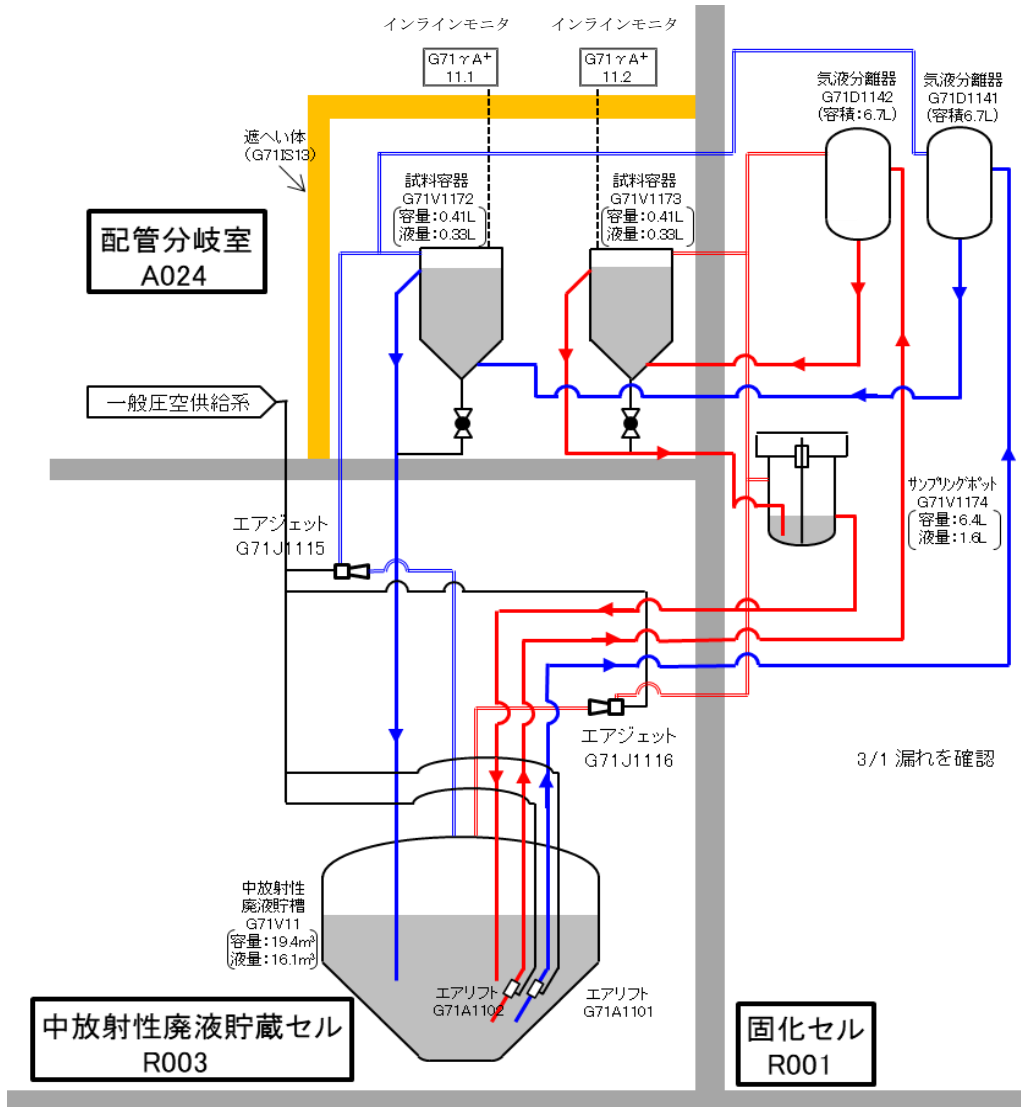 インラインモニタ
G71γA+
11.1
インラインモニタ
G71γA+
11.2
気液分離器
G71D1142
(容積:6.7L)
気液分離器
G71D1141
(容積6.7L)
遮へい体
(G71IS13)
試料容器
G71V1172
容量:0.41L
液量:0.33L
試料容器
G71V1173
容量:0.41L
液量:0.33L
配管分岐室
A024
一般圧空供給系
サンプリングポット
G71V1174
容量:6.4L
液量:1.6L
エアジェット
G71J1115
エアジェット
G71J1116
3/1 漏れを確認
中放射性
廃液貯槽
G71V11
容量:19.4m³
液量:16.1m³
エアリフト
G71A1102
エアリフト
G71A1101
中放射性廃液貯蔵セル
R003
固化セル
R001